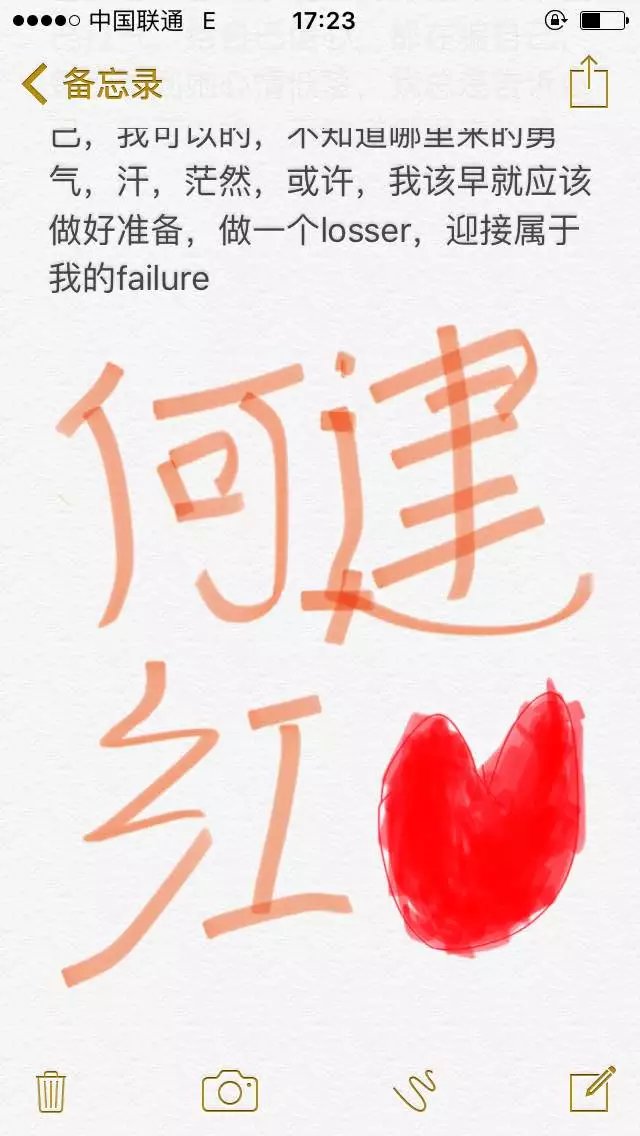 中国联通 E 17:23
备忘录
己，我可以的，不知道哪里来的勇
气，汗，茫然，或许，我该早就应该
做好准备，做一个losser，迎接属于
我的failure
何建
红